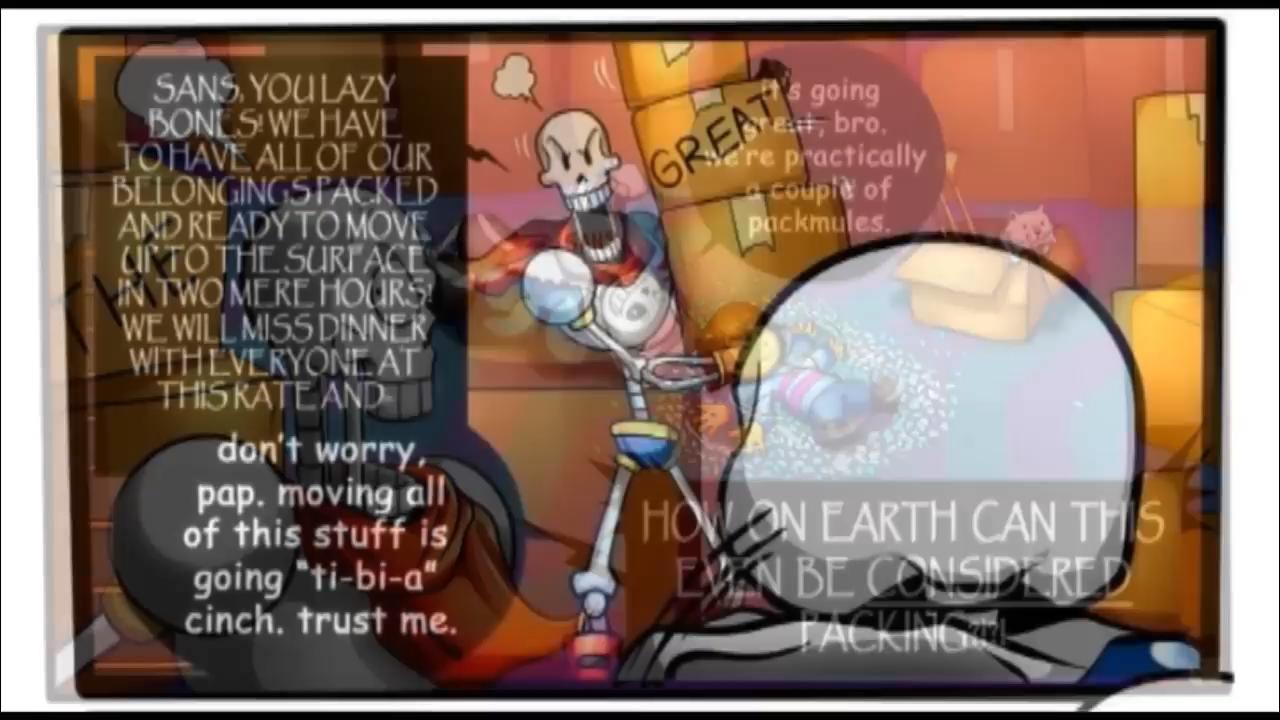 SANS, YOU LAZY
BONES! WE HAVE
TO HAVE ALL OF OUR
BELONGINGS PACKED
AND READY TO MOVE
UP TO THE SURFACE
IN TWO MERE HOURS!
WE WILL MISS DINNER
WITH EVERYONE AT
THIS RATE AND-
don't worry,
pap. moving all
of this stuff is
going "ti-bi-a"
cinch. trust me.
GREAT
it's going
great, bro.
we're practically
a couple of
packmules.
HOW ON EARTH CAN THIS
EVEN BE CONSIDERED
PACKING?!?!